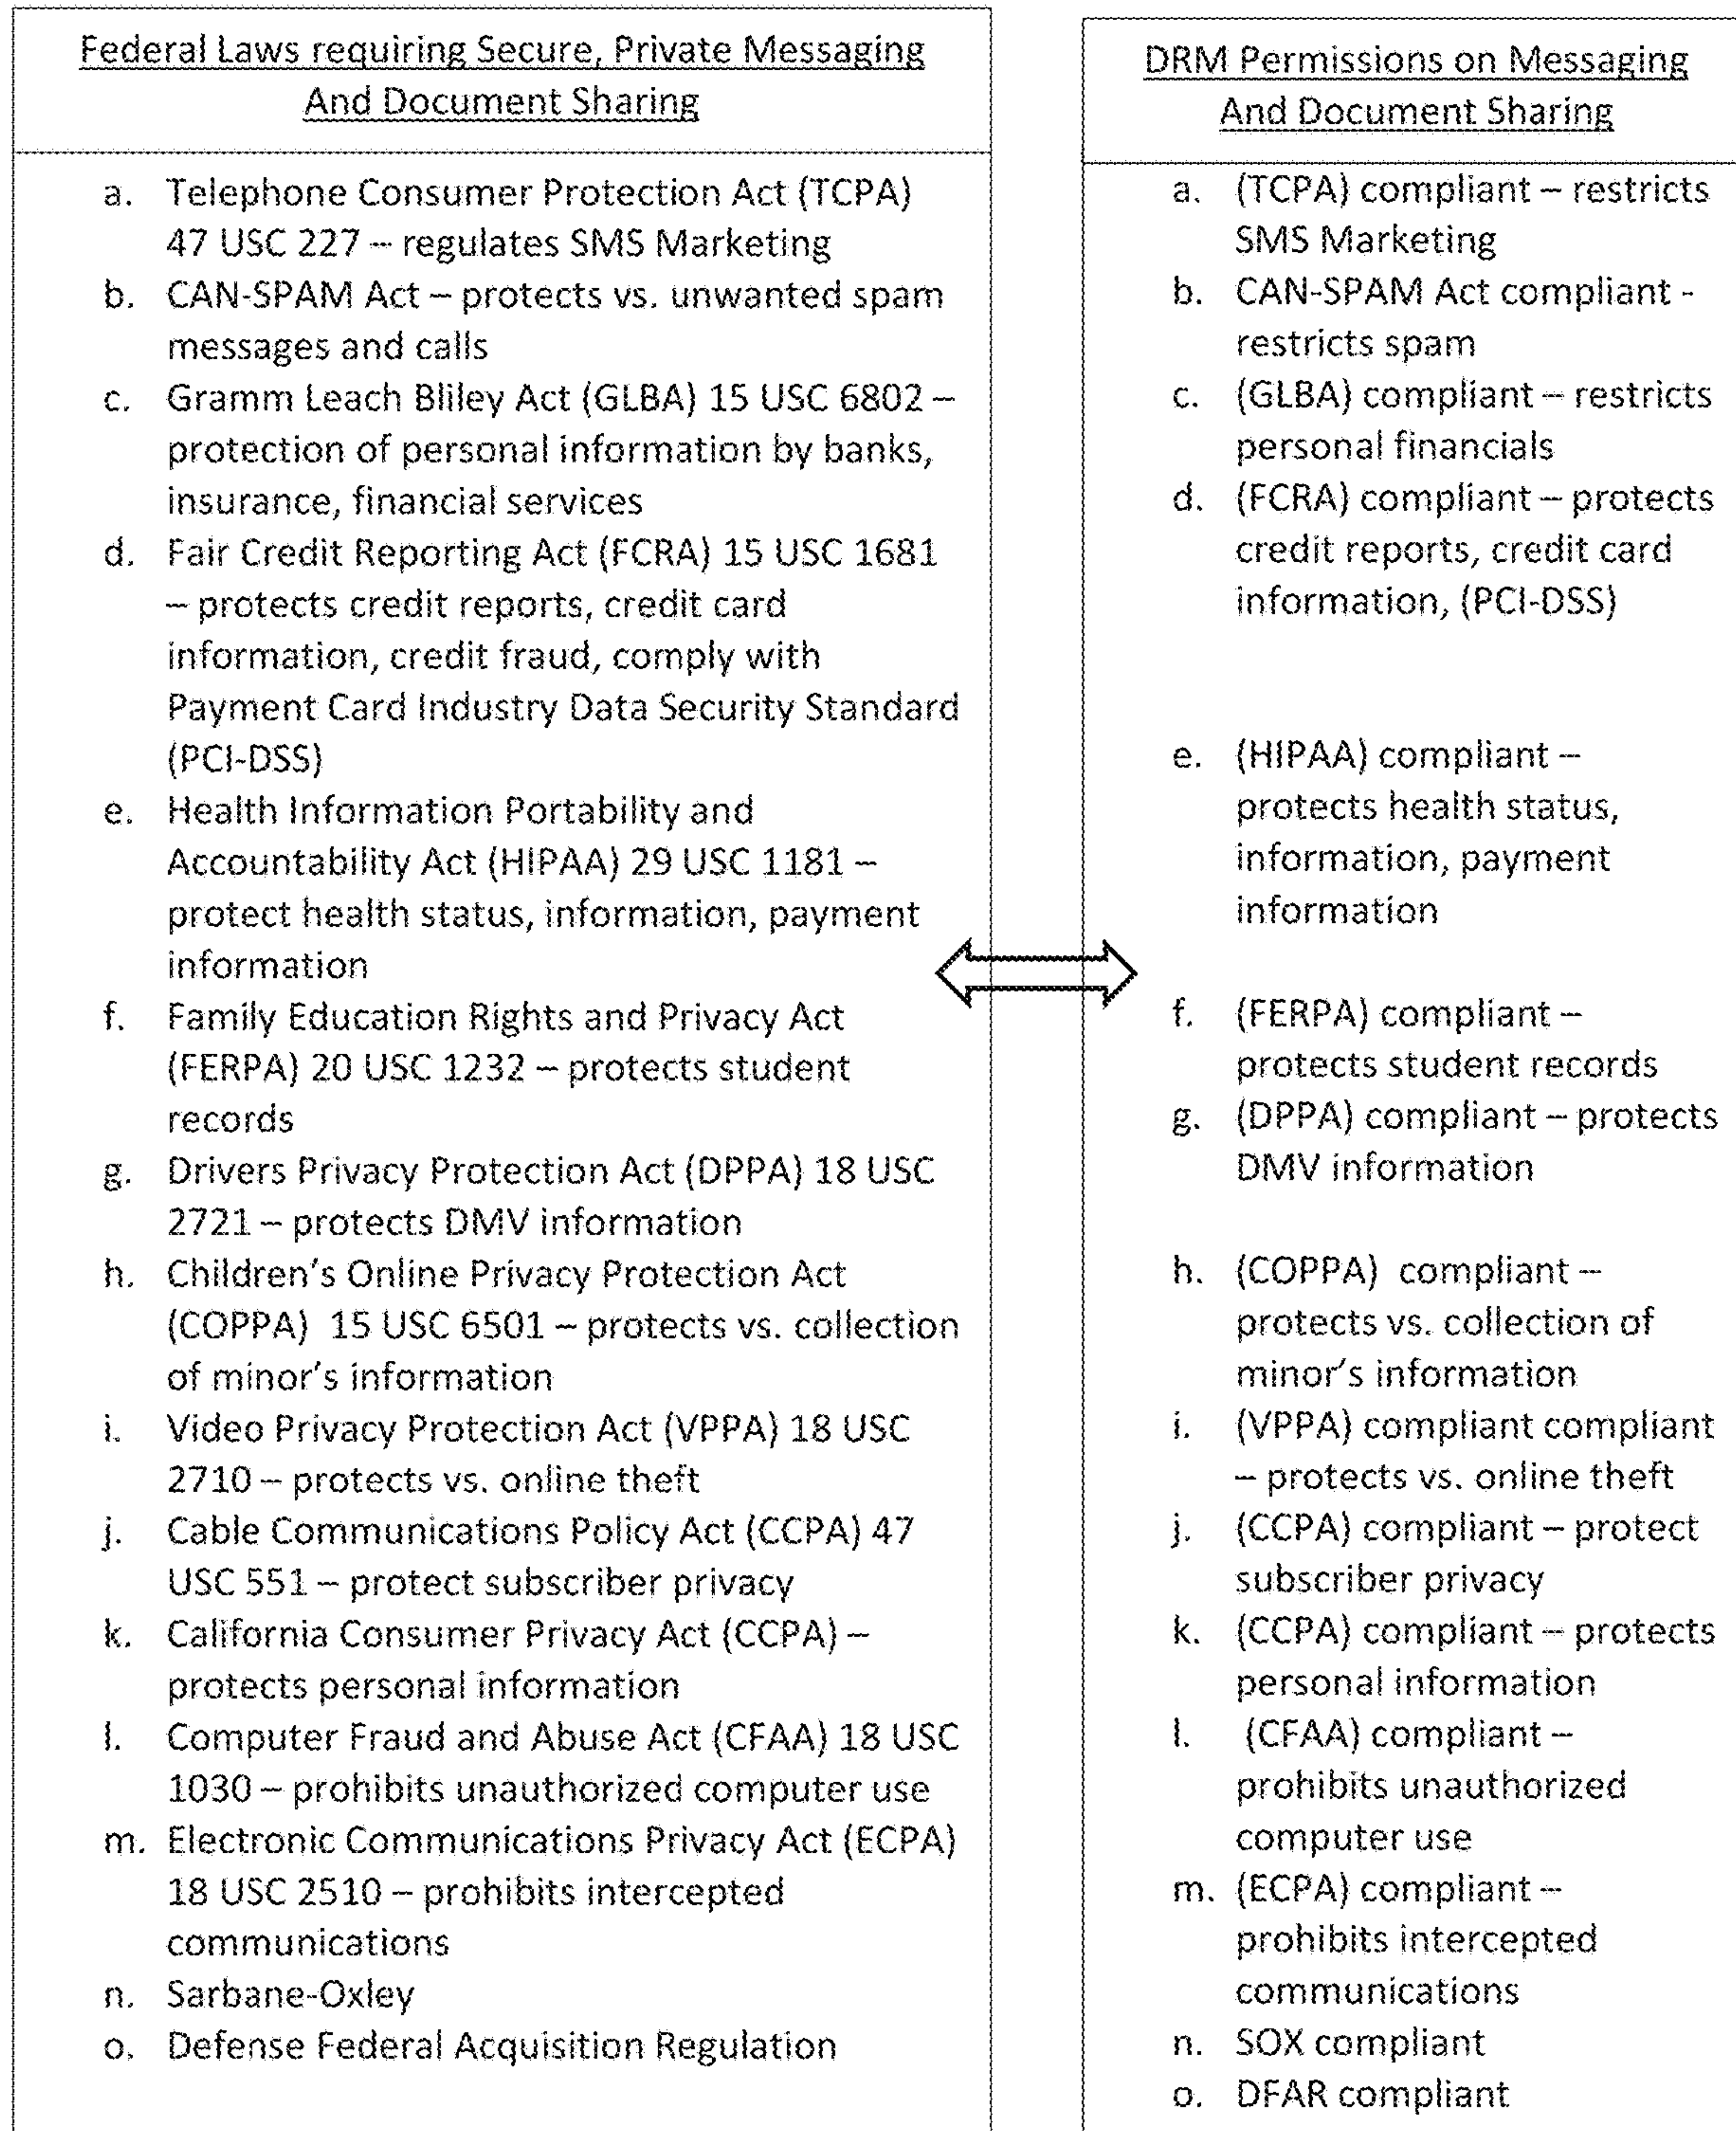 Federal Laws requiring Secure, Private Messaging
And Document Sharing
a. Telephone Consumer Protection Act (TCPA)
47 USC 227 – regulates SMS Marketing
b. CAN-SPAM Act – protects vs. unwanted spam
messages and calls
c. Gramm Leach Bliley Act (GLBA) 15 USC 6802 –
protection of personal information by banks,
insurance, financial services
d. Fair Credit Reporting Act (FCRA) 15 USC 1681
– protects credit reports, credit card
information, credit fraud, comply with
Payment Card Industry Data Security Standard
(PCI-DSS)
e. Health Information Portability and
Accountability Act (HIPAA) 29 USC 1181 –
protect health status, information, payment
information
f. Family Education Rights and Privacy Act
(FERPA) 20 USC 1232 – protects student
records
g. Drivers Privacy Protection Act (DPPA) 18 USC
2721 – protects DMV information
h. Children's Online Privacy Protection Act
(COPPA) 15 USC 6501 – protects vs. collection
of minor's information
i. Video Privacy Protection Act (VPPA) 18 USC
2710 – protects vs. online theft
j. Cable Communications Policy Act (CCPA) 47
USC 551 – protect subscriber privacy
k. California Consumer Privacy Act (CCPA) –
protects personal information
l. Computer Fraud and Abuse Act (CFAA) 18 USC
1030 – prohibits unauthorized computer use
m. Electronic Communications Privacy Act (ECPA)
18 USC 2510 – prohibits intercepted
communications
n. Sarbane-Oxley
o. Defense Federal Acquisition Regulation
DRM Permissions on Messaging
And Document Sharing
a. (TCPA) compliant – restricts
SMS Marketing
b. CAN-SPAM Act compliant -
restricts spam
c. (GLBA) compliant – restricts
personal financials
d. (FCRA) compliant – protects
credit reports, credit card
information, (PCI-DSS)
e. (HIPAA) compliant –
protects health status,
information, payment
information
f. (FERPA) compliant –
protects student records
g. (DPPA) compliant – protects
DMV information
h. (COPPA) compliant –
protects vs. collection of
minor's information
i. (VPPA) compliant compliant
– protects vs. online theft
j. (CCPA) compliant – protect
subscriber privacy
k. (CCPA) compliant – protects
personal information
l. (CFAA) compliant –
prohibits unauthorized
computer use
m. (ECPA) compliant –
prohibits intercepted
communications
n. SOX compliant
o. DFAR compliant